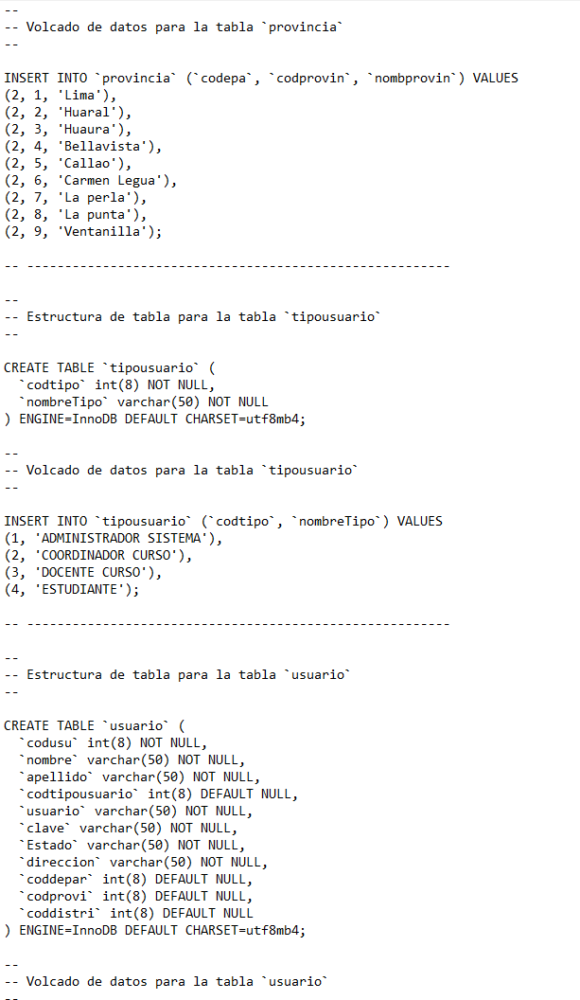 --
-- Volcado de datos para la tabla `provincia`
--
INSERT INTO `provincia` (`codepa`, `codprovin`, `nombprovin`) VALUES
(2, 1, 'Lima'),
(2, 2, 'Huaral'),
(2, 3, 'Huaura'),
(2, 4, 'Bellavista'),
(2, 5, 'Callao'),
(2, 6, 'Carmen Legua'),
(2, 7, 'La perla'),
(2, 8, 'La punta'),
(2, 9, 'Ventanilla');
-- --------------------------------------------------------
--
-- Estructura de tabla para la tabla `tipousuario`
--
CREATE TABLE `tipousuario` (
  `codtipo` int(8) NOT NULL,
  `nombreTipo` varchar(50) NOT NULL
) ENGINE=InnoDB DEFAULT CHARSET=utf8mb4;
--
-- Volcado de datos para la tabla `tipousuario`
--
INSERT INTO `tipousuario` (`codtipo`, `nombreTipo`) VALUES
(1, 'ADMINISTRADOR SISTEMA'),
(2, 'COORDINADOR CURSO'),
(3, 'DOCENTE CURSO'),
(4, 'ESTUDIANTE');
-- --------------------------------------------------------
--
-- Estructura de tabla para la tabla `usuario`
--
CREATE TABLE `usuario` (
  `codusu` int(8) NOT NULL,
  `nombre` varchar(50) NOT NULL,
  `apellido` varchar(50) NOT NULL,
  `codtipousuario` int(8) DEFAULT NULL,
  `usuario` varchar(50) NOT NULL,
  `clave` varchar(50) NOT NULL,
  `Estado` varchar(50) NOT NULL,
  `direccion` varchar(50) NOT NULL,
  `coddepar` int(8) DEFAULT NULL,
  `codprovi` int(8) DEFAULT NULL,
  `coddistri` int(8) DEFAULT NULL
) ENGINE=InnoDB DEFAULT CHARSET=utf8mb4;
--
-- Volcado de datos para la tabla `usuario`
--